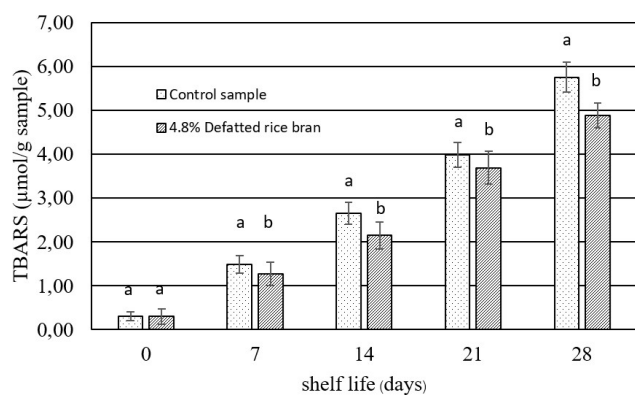 7,00
6,00
5,00
4,00
3,00
2,00
1,00
0,00
TBARS (µmol/g sample)
Control sample
4.8% Defatted rice bran
a a
a b
a b
a b
a b
0 7 14 21 28
shelf life (days)